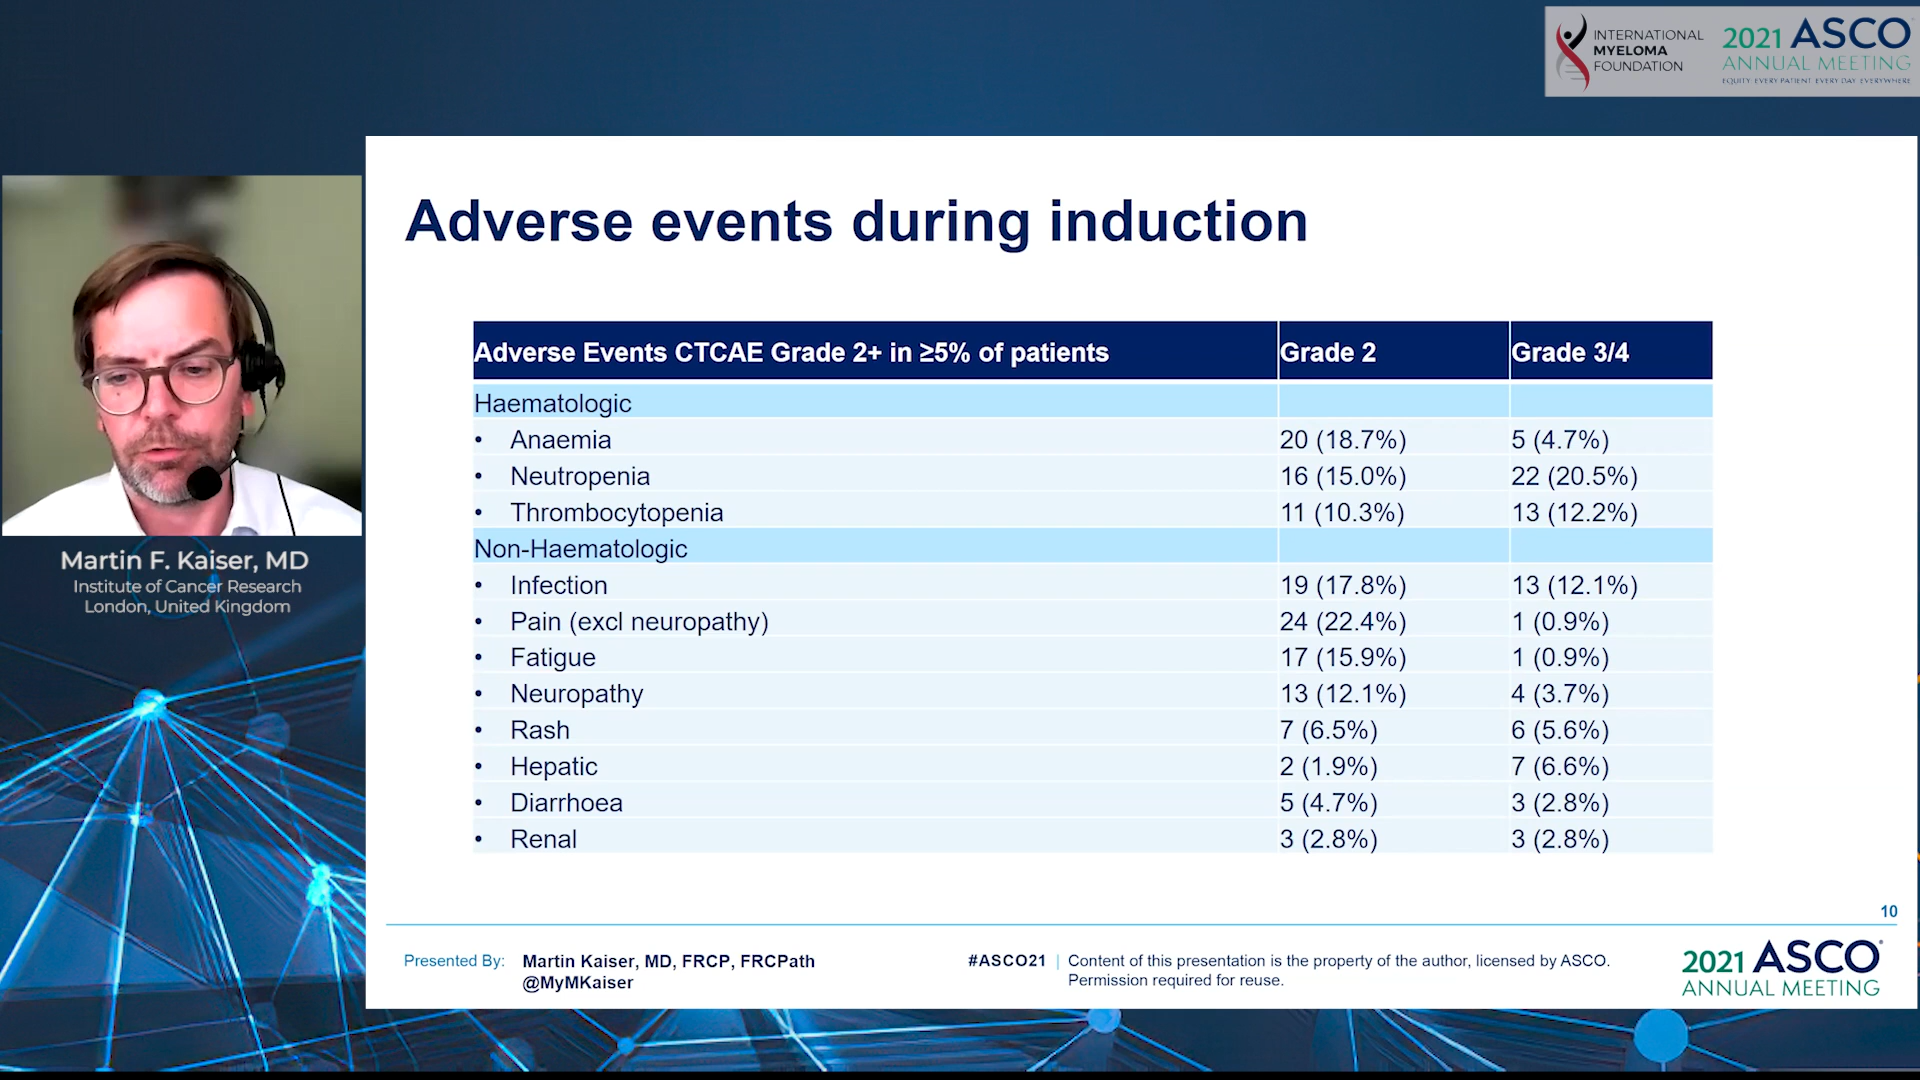 INTERNATIONAL
MYELOMA
FOUNDATION
2021 ASCO
ANNUAL MEETING
EQUITY: EVERY PATIENT. EVERY DAY. EVERYWHERE
Adverse events during induction
Adverse Events CTCAE Grade 2+ in ≥5% of patients Grade 2 Grade 3/4
Haematologic
• Anaemia 20 (18.7%) 5 (4.7%)
• Neutropenia 16 (15.0%) 22 (20.5%)
• Thrombocytopenia 11 (10.3%) 13 (12.2%)
Non-Haematologic
• Infection 19 (17.8%) 13 (12.1%)
• Pain (excl neuropathy) 24 (22.4%) 1 (0.9%)
• Fatigue 17 (15.9%) 1 (0.9%)
• Neuropathy 13 (12.1%) 4 (3.7%)
• Rash 7 (6.5%) 6 (5.6%)
• Hepatic 2 (1.9%) 7 (6.6%)
• Diarrhoea 5 (4.7%) 3 (2.8%)
• Renal 3 (2.8%) 3 (2.8%)
Martin F. Kaiser, MD
Institute of Cancer Research
London, United Kingdom
10
Presented By: Martin Kaiser, MD, FRCP, FRCPath
@MyMKaiser
#ASCO21 | Content of this presentation is the property of the author, licensed by ASCO.
Permission required for reuse.
2021 ASCO®
ANNUAL MEETING